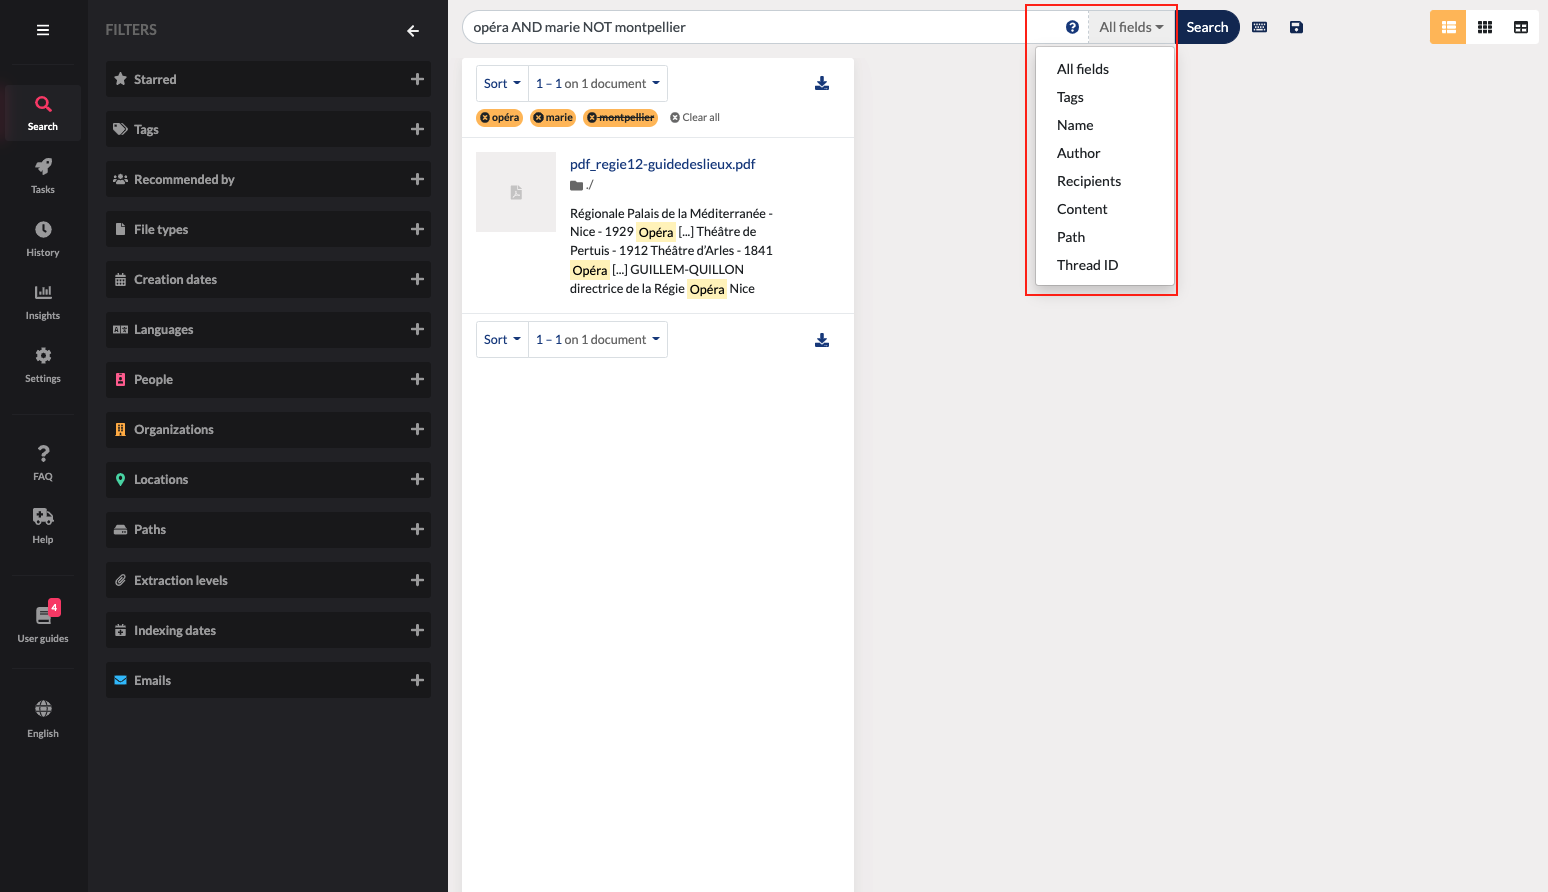 Search
Tasks
History
Insights
Settings
FAQ
Help
4
User guides
English
FILTERS
Starred
Tags
Recommended by
File types
Creation dates
Languages
People
Organizations
Locations
Paths
Extraction levels
Indexing dates
Emails
opéra AND marie NOT montpellier
All fields
Search
All fields
Tags
Name
Author
Recipients
Content
Path
Thread ID
Sort
1 – 1 on 1 document
opéra marie montpellier Clear all
pdf_regie12-guidedeslieux.pdf
./
Régionale Palais de la Méditerranée -
Nice - 1929 Opéra [...] Théâtre de
Pertuis - 1912 Théâtre d’Arles - 1841
Opéra [...] GUILLEM-QUILLON
directrice de la Régie Opéra Nice
Sort
1 – 1 on 1 document